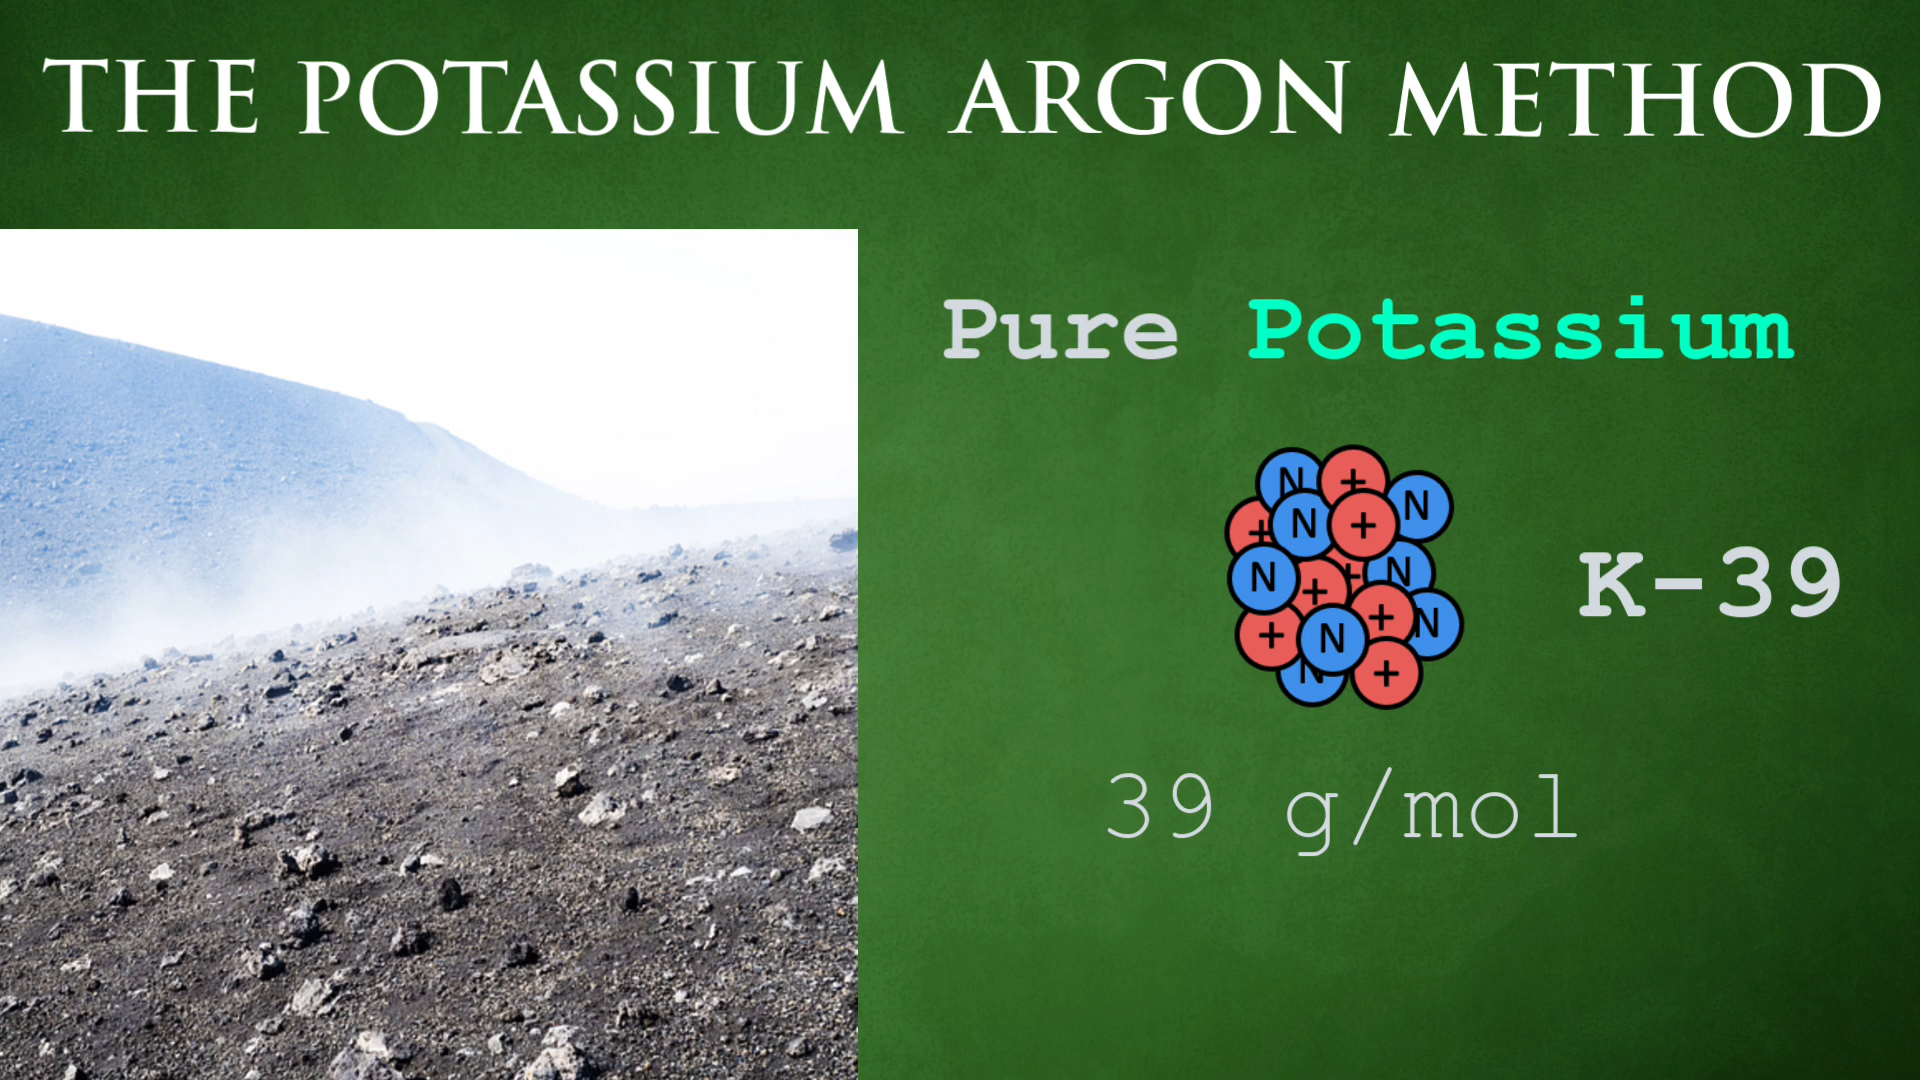 THE POTASSIUM ARGON METHOD
Pure Potassium
N + N
+ N +
N + + N
+ N + N
N +
K-39
39 g/mol